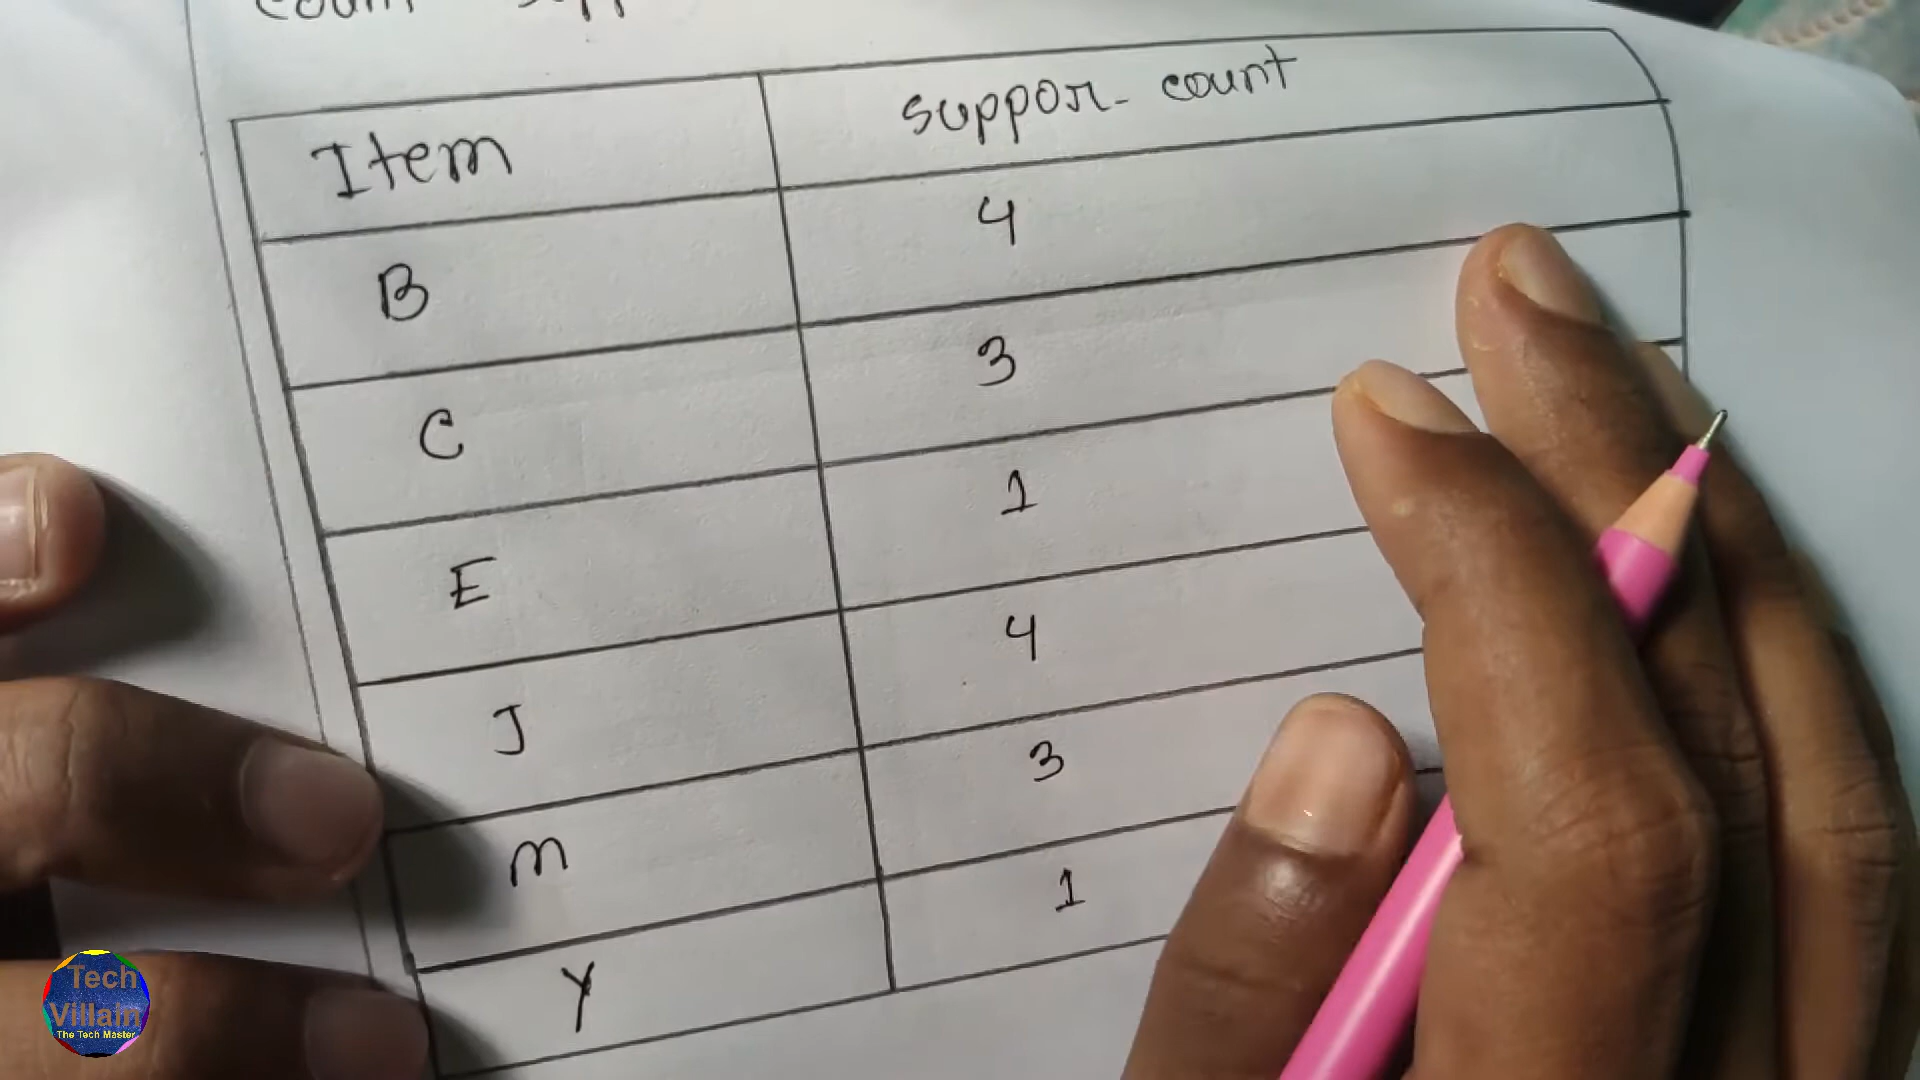 Item suppor- count
B 4
C 3
E 1
J 4
m 3
Y 1
Tech
Villain
The Tech Master